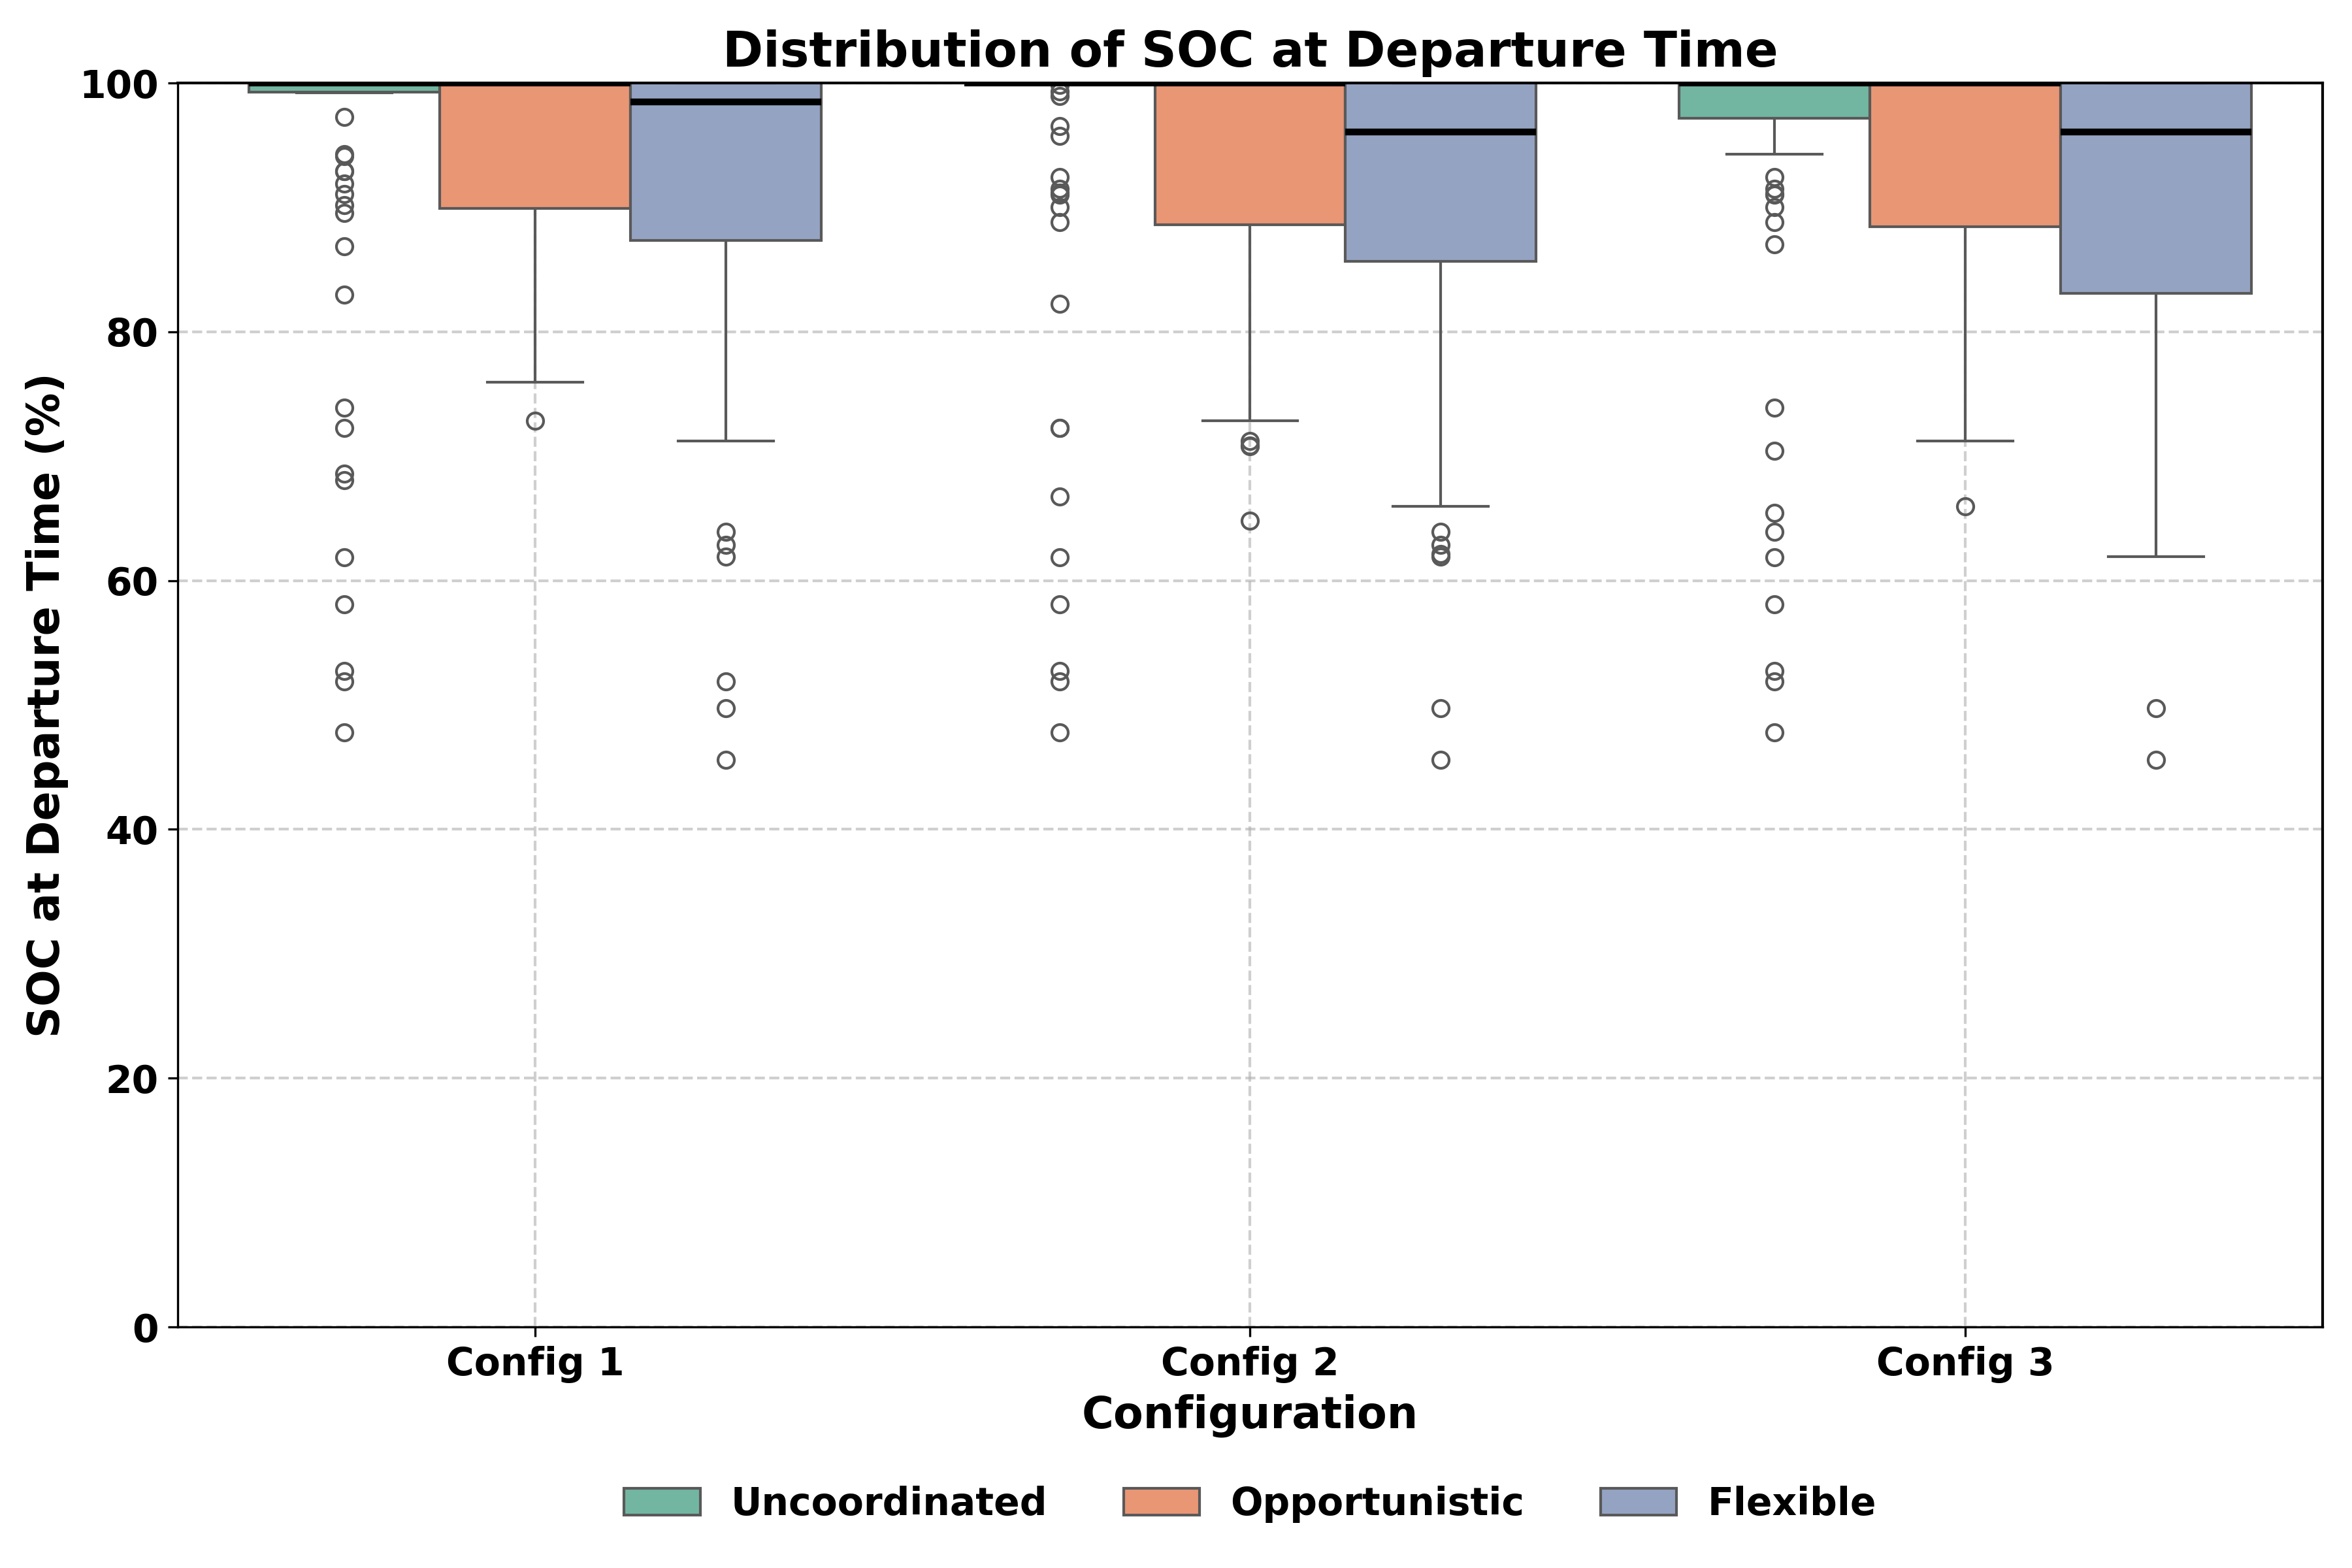 Distribution of SOC at Departure Time
SOC at Departure Time (%)
100
80
60
40
20
0
Config 1 Config 2 Config 3
Configuration
Uncoordinated Opportunistic Flexible